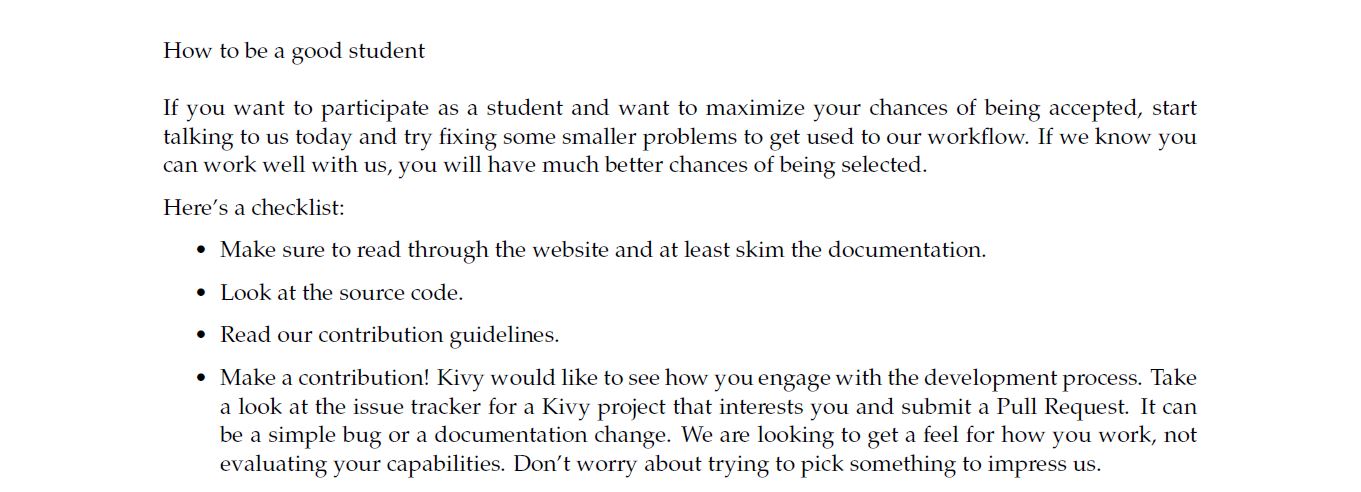 How to be a good student
If you want to participate as a student and want to maximize your chances of being accepted, start
talking to us today and try fixing some smaller problems to get used to our workflow. If we know you
can work well with us, you will have much better chances of being selected.
Here's a checklist:
• Make sure to read through the website and at least skim the documentation.
• Look at the source code.
• Read our contribution guidelines.
• Make a contribution! Kivy would like to see how you engage with the development process. Take
a look at the issue tracker for a Kivy project that interests you and submit a Pull Request. It can
be a simple bug or a documentation change. We are looking to get a feel for how you work, not
evaluating your capabilities. Don't worry about trying to pick something to impress us.